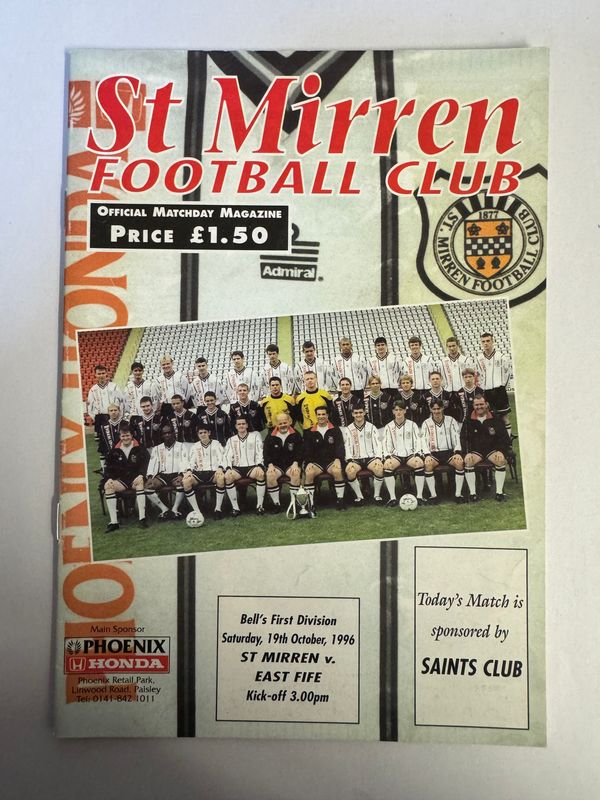 St Mirren
FOOTBALL CLUB
OFFICIAL MATCHDAY MAGAZINE
PRICE £1.50
Admiral
1877
ST. MIRREN FOOTBALL CLUB
PHOENIX HONDA
Main Sponsor
PHOENIX
HONDA
Phoenix Retail Park,
Linwood Road, Paisley
Tel: 0141-842 1011
Bell's First Division
Saturday, 19th October, 1996
ST MIRREN v.
EAST FIFE
Kick-off 3.00pm
Today's Match is
sponsored by
SAINTS CLUB